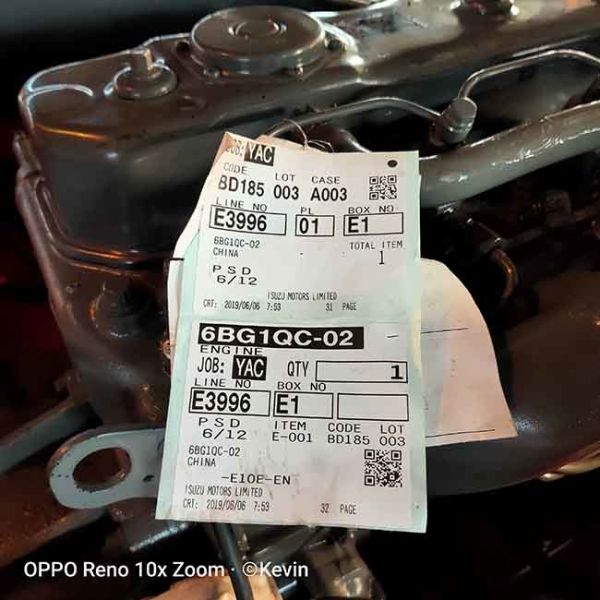 JOB: YAC
CODE LOT CASE
BD185 003 A003
LINE NO PL BOX NO
E3996 01 E1
6BG1QC-02 TOTAL ITEM
CHINA 1
PSD
6/12
ISUZU MOTORS LIMITED
CRT: 2019/06/06 7:53 31 PAGE
6BG1QC-02 -
ENGINE
JOB: YAC QTY 1
LINE NO BOX NO
E3996 E1
PSD ITEM CODE LOT
6/12 E-001 BD185 003
6BG1QC-02
CHINA
-E10E-EN
ISUZU MOTORS LIMITED
CRT: 2019/06/06 7:53 32 PAGE
OPPO Reno 10x Zoom · ©Kevin